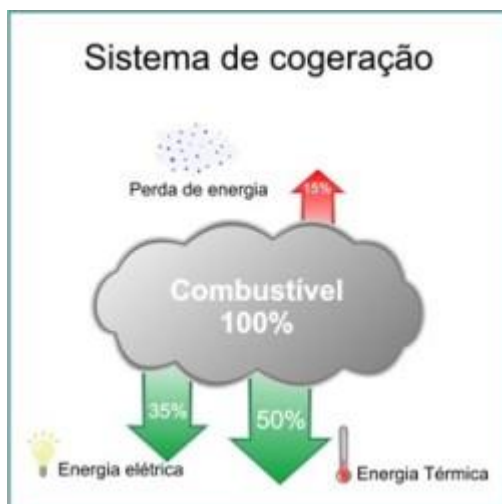 Sistema de cogeração
Perda de energia
15%
Combustível
100%
35%
50%
Energia elétrica
Energia Térmica